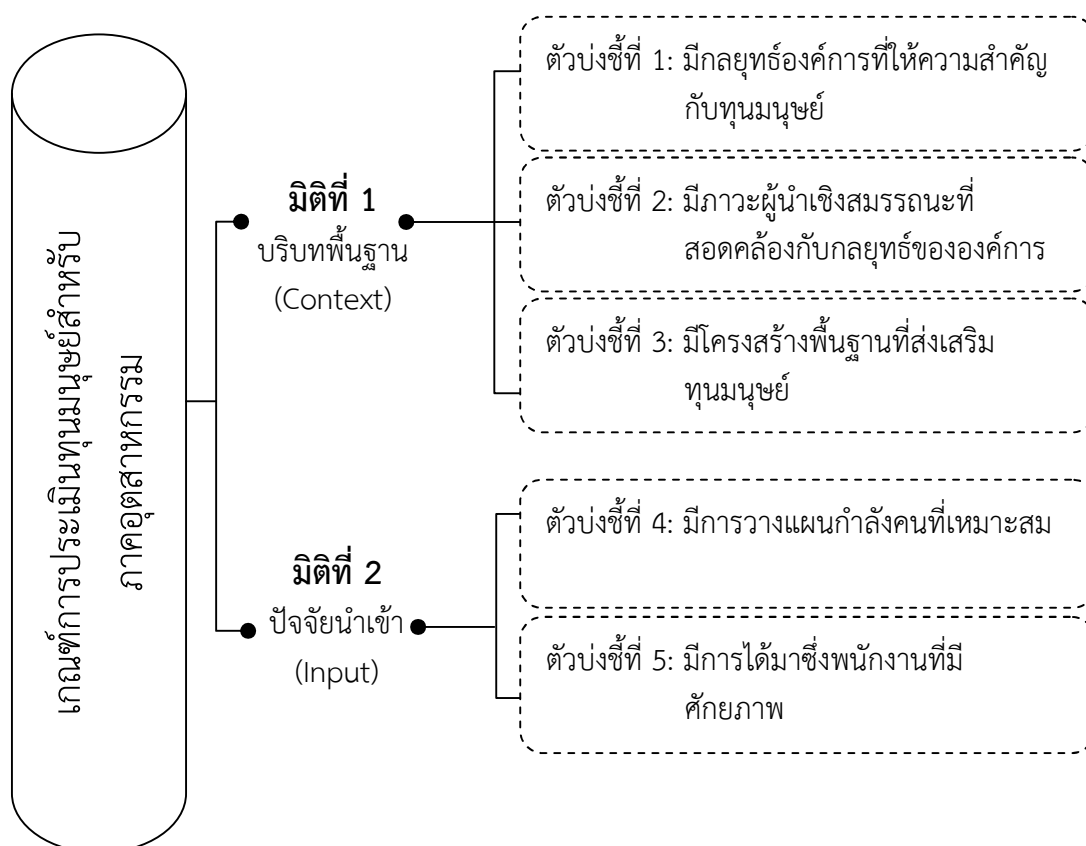 เกณฑ์การประเมินทุนมนุษย์สำหรับ
ภาคอุตสาหกรรม
มิติที่ 1
บริบทพื้นฐาน
(Context)
ตัวบ่งชี้ที่ 1: มีกลยุทธ์องค์การที่ให้ความสำคัญ
กับทุนมนุษย์
ตัวบ่งชี้ที่ 2: มีภาวะผู้นำเชิงสมรรถนะที่
สอดคล้องกับกลยุทธ์ขององค์การ
ตัวบ่งชี้ที่ 3: มีโครงสร้างพื้นฐานที่ส่งเสริม
ทุนมนุษย์
มิติที่ 2
ปัจจัยนำเข้า
(Input)
ตัวบ่งชี้ที่ 4: มีการวางแผนกำลังคนที่เหมาะสม
ตัวบ่งชี้ที่ 5: มีการได้มาซึ่งพนักงานที่มี
ศักยภาพ